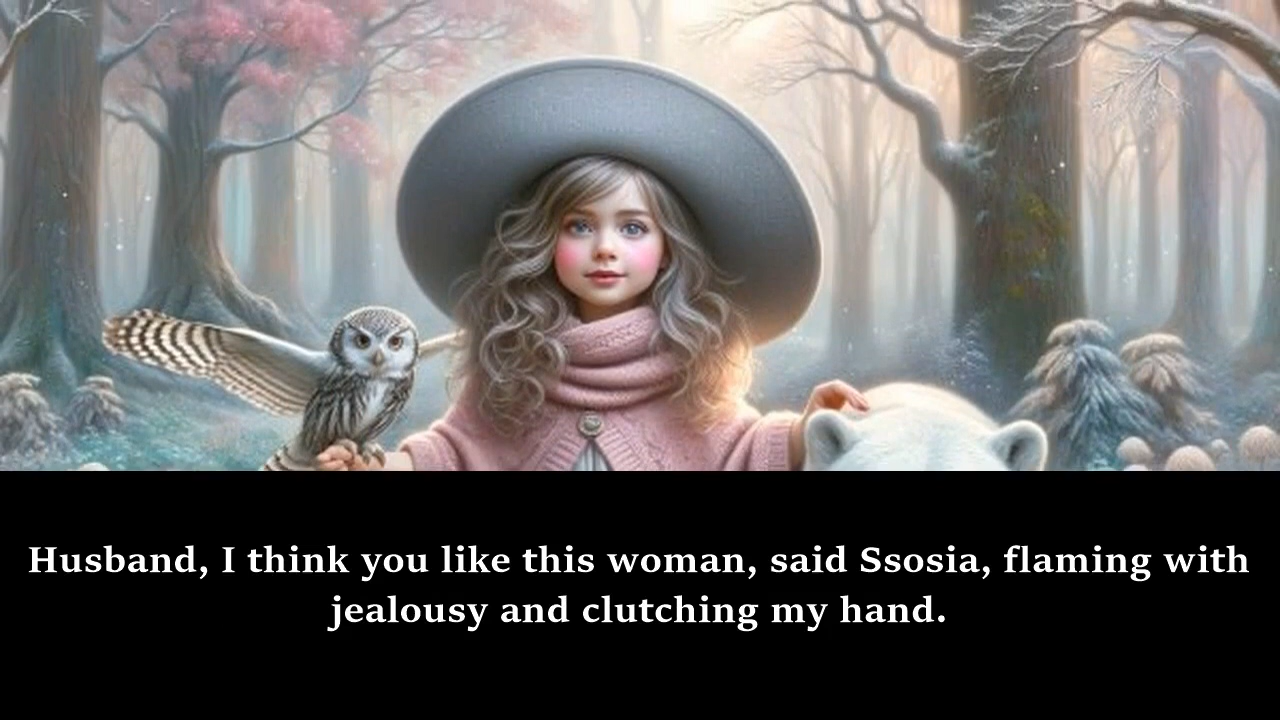 Husband, I think you like this woman, said Ssosia, flaming with
jealousy and clutching my hand.